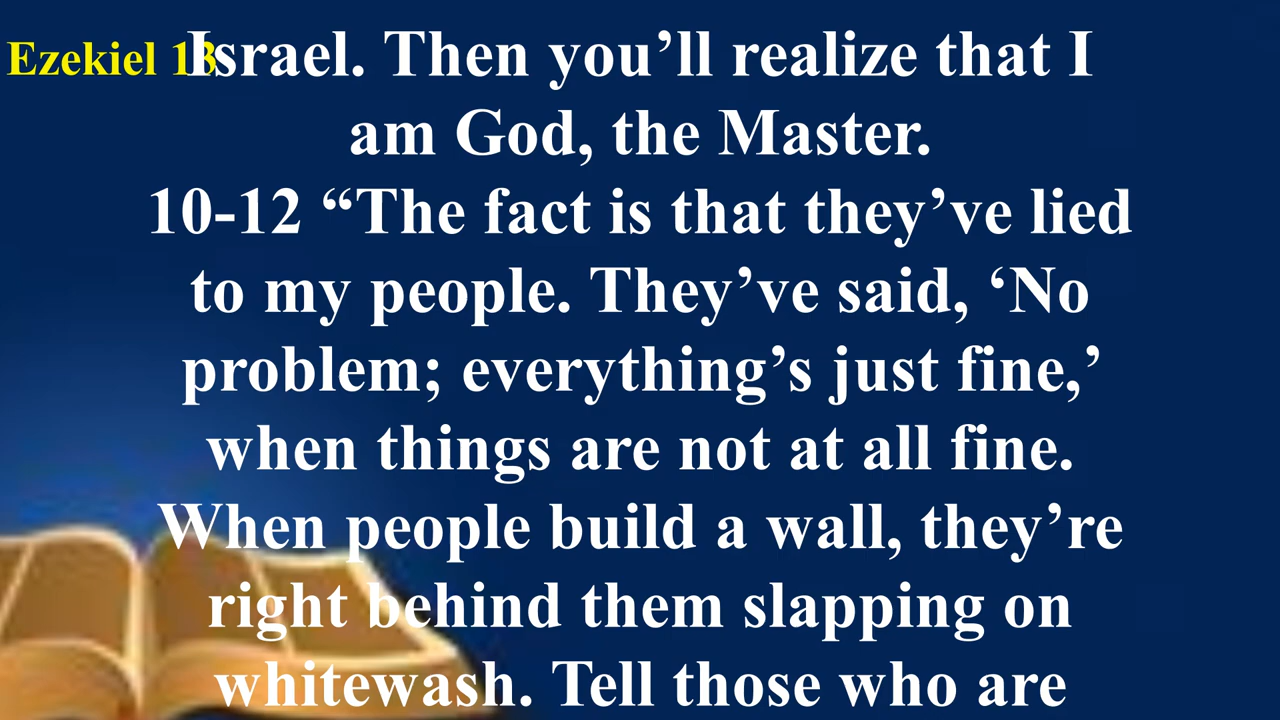 Ezekiel 13
Israel. Then you’ll realize that I
am God, the Master.
10-12 “The fact is that they’ve lied
to my people. They’ve said, ‘No
problem; everything’s just fine,’
when things are not at all fine.
When people build a wall, they’re
right behind them slapping on
whitewash. Tell those who are